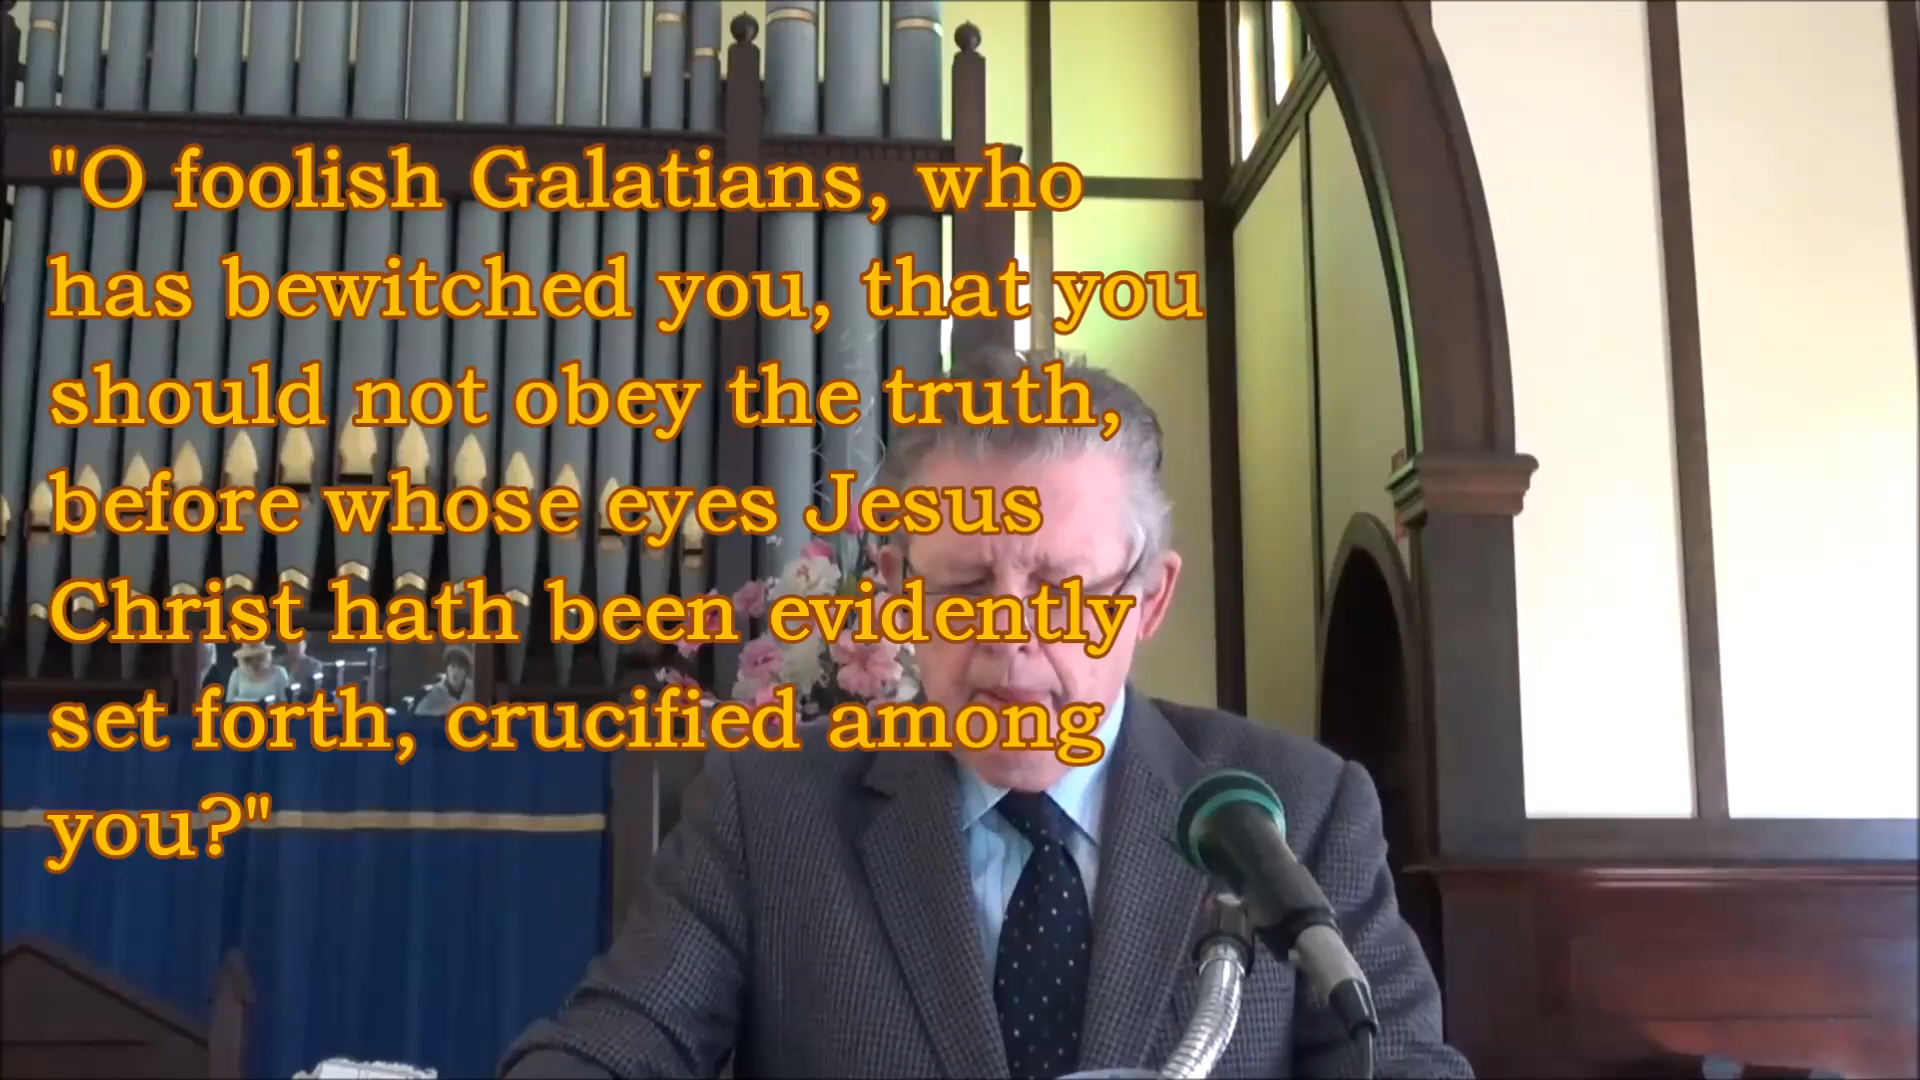 "O foolish Galatians, who
has bewitched you, that you
should not obey the truth,
before whose eyes Jesus
Christ hath been evidently
set forth, crucified among
you?"